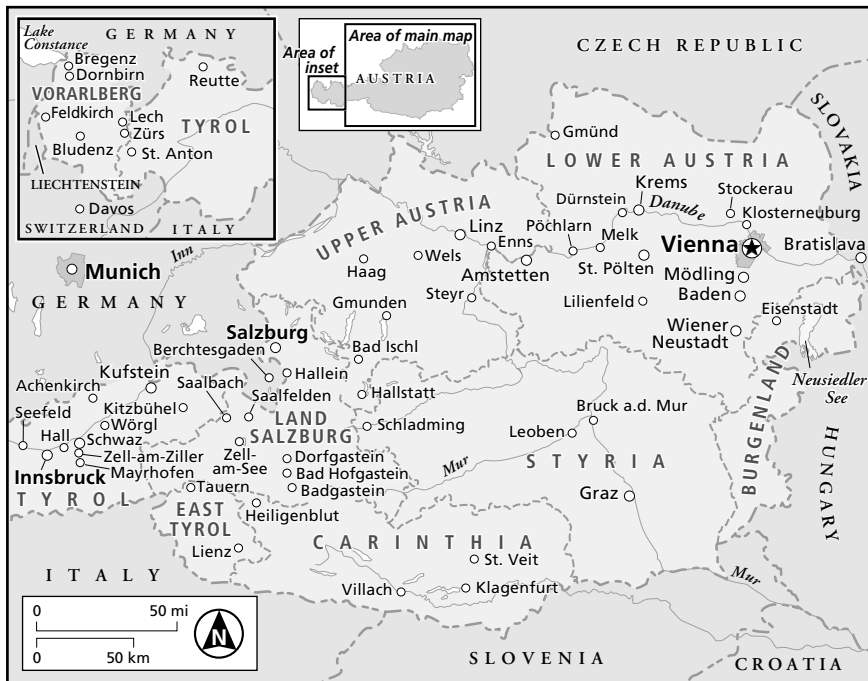 Lake
Constance
GERMANY
Bregenz
Dornbirn
Reutte
VORARLBERG
Feldkirch
Lech
Zürs
TYROL
Bludenz
St. Anton
LIECHTENSTEIN
Davos
SWITZERLAND
ITALY
Area of main map
Area of
inset
AUSTRIA
CZECH REPUBLIC
SLOVAKIA
Gmünd
LOWER AUSTRIA
Krems
Stockerau
Dürnstein
Danube
Klosterneuburg
UPPER AUSTRIA
Linz
Pöchlarn
Enns
Melk
Vienna
Bratislava
Inn
Wels
Haag
Amstetten
St. Pölten
Mödling
Munich
Steyr
Lilienfeld
Baden
GERMANY
Gmunden
Eisenstadt
Salzburg
Wiener
Neustadt
Berchtesgaden
Bad Ischl
Kufstein
Hallein
Neusiedler
See
Achenkirch
Saalbach
Saalfelden
Hallstatt
Kitzbühel
Seefeld
Wörgl
LAND
SALZBURG
Schladming
Bruck a.d. Mur
BURGENLAND
HUNGARY
Hall
Schwaz
Leoben
Zell-am-Ziller
Zell-
am-See
Dorfgastein
Mur
STYRIA
Innsbruck
Mayrhofen
Bad Hofgastein
TYROL
Tauern
Badgastein
Graz
EAST
TYROL
Heiligenblut
CARINTHIA
Lienz
St. Veit
ITALY
Villach
Klagenfurt
Mur
0
50 mi
0
50 km
N
SLOVENIA
CROATIA